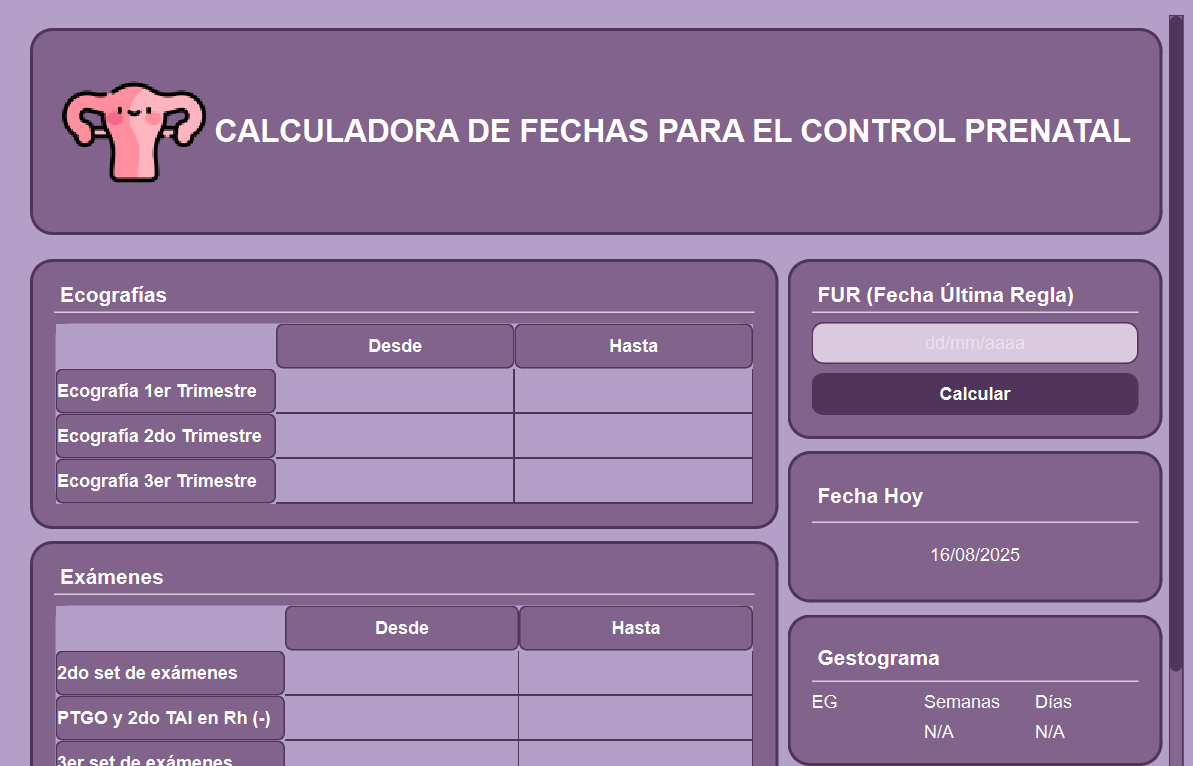 CALCULADORA DE FECHAS PARA EL CONTROL PRENATAL
Ecografías
Desde Hasta
Ecografía 1er Trimestre
Ecografía 2do Trimestre
Ecografía 3er Trimestre
Exámenes
Desde Hasta
2do set de exámenes
PTGO y 2do TAI en Rh (-)
3er set de exámenes
FUR (Fecha Última Regla)
dd/mm/aaaa
Calcular
Fecha Hoy
16/08/2025
Gestograma
EG Semanas Días
N/A N/A